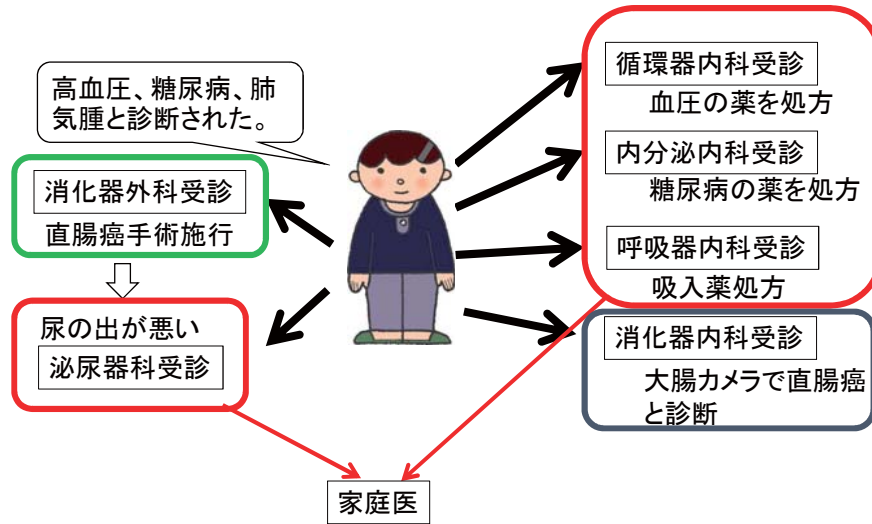 高血圧、糖尿病、肺
気腫と診断された。
消化器外科受診
直腸癌手術施行
尿の出が悪い
泌尿器科受診
循環器内科受診
血圧の薬を処方
内分泌内科受診
糖尿病の薬を処方
呼吸器内科受診
吸入薬処方
消化器内科受診
大腸カメラで直腸癌
と診断
家庭医